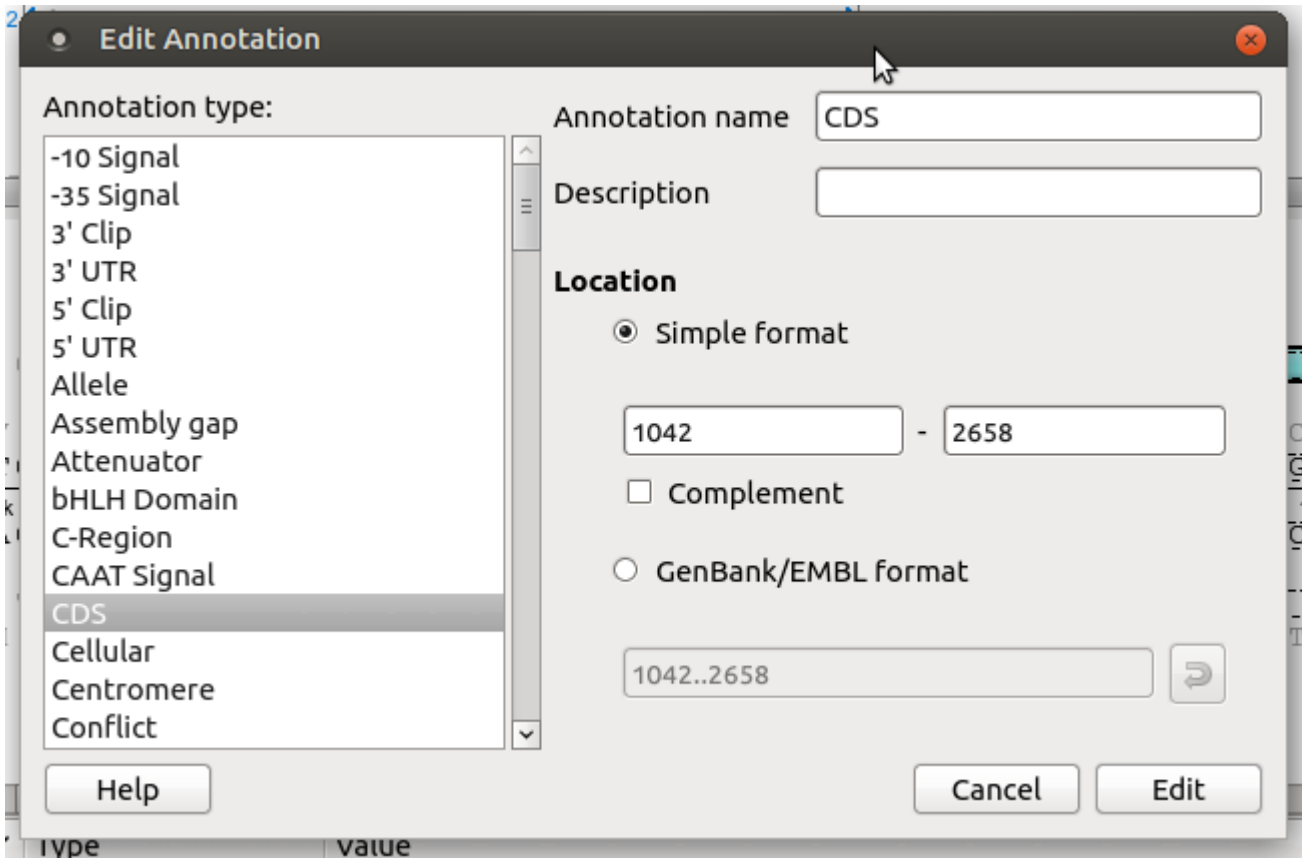 2
Edit Annotation
Annotation type:
-10 Signal
-35 Signal
3' Clip
3' UTR
5' Clip
5' UTR
Allele
Assembly gap
Attenuator
bHLH Domain
C-Region
CAAT Signal
CDS
Cellular
Centromere
Conflict
Annotation name CDS
Description
Location
Simple format
1042 - 2658
Complement
GenBank/EMBL format
1042..2658
Help
Cancel
Edit
Type
Value